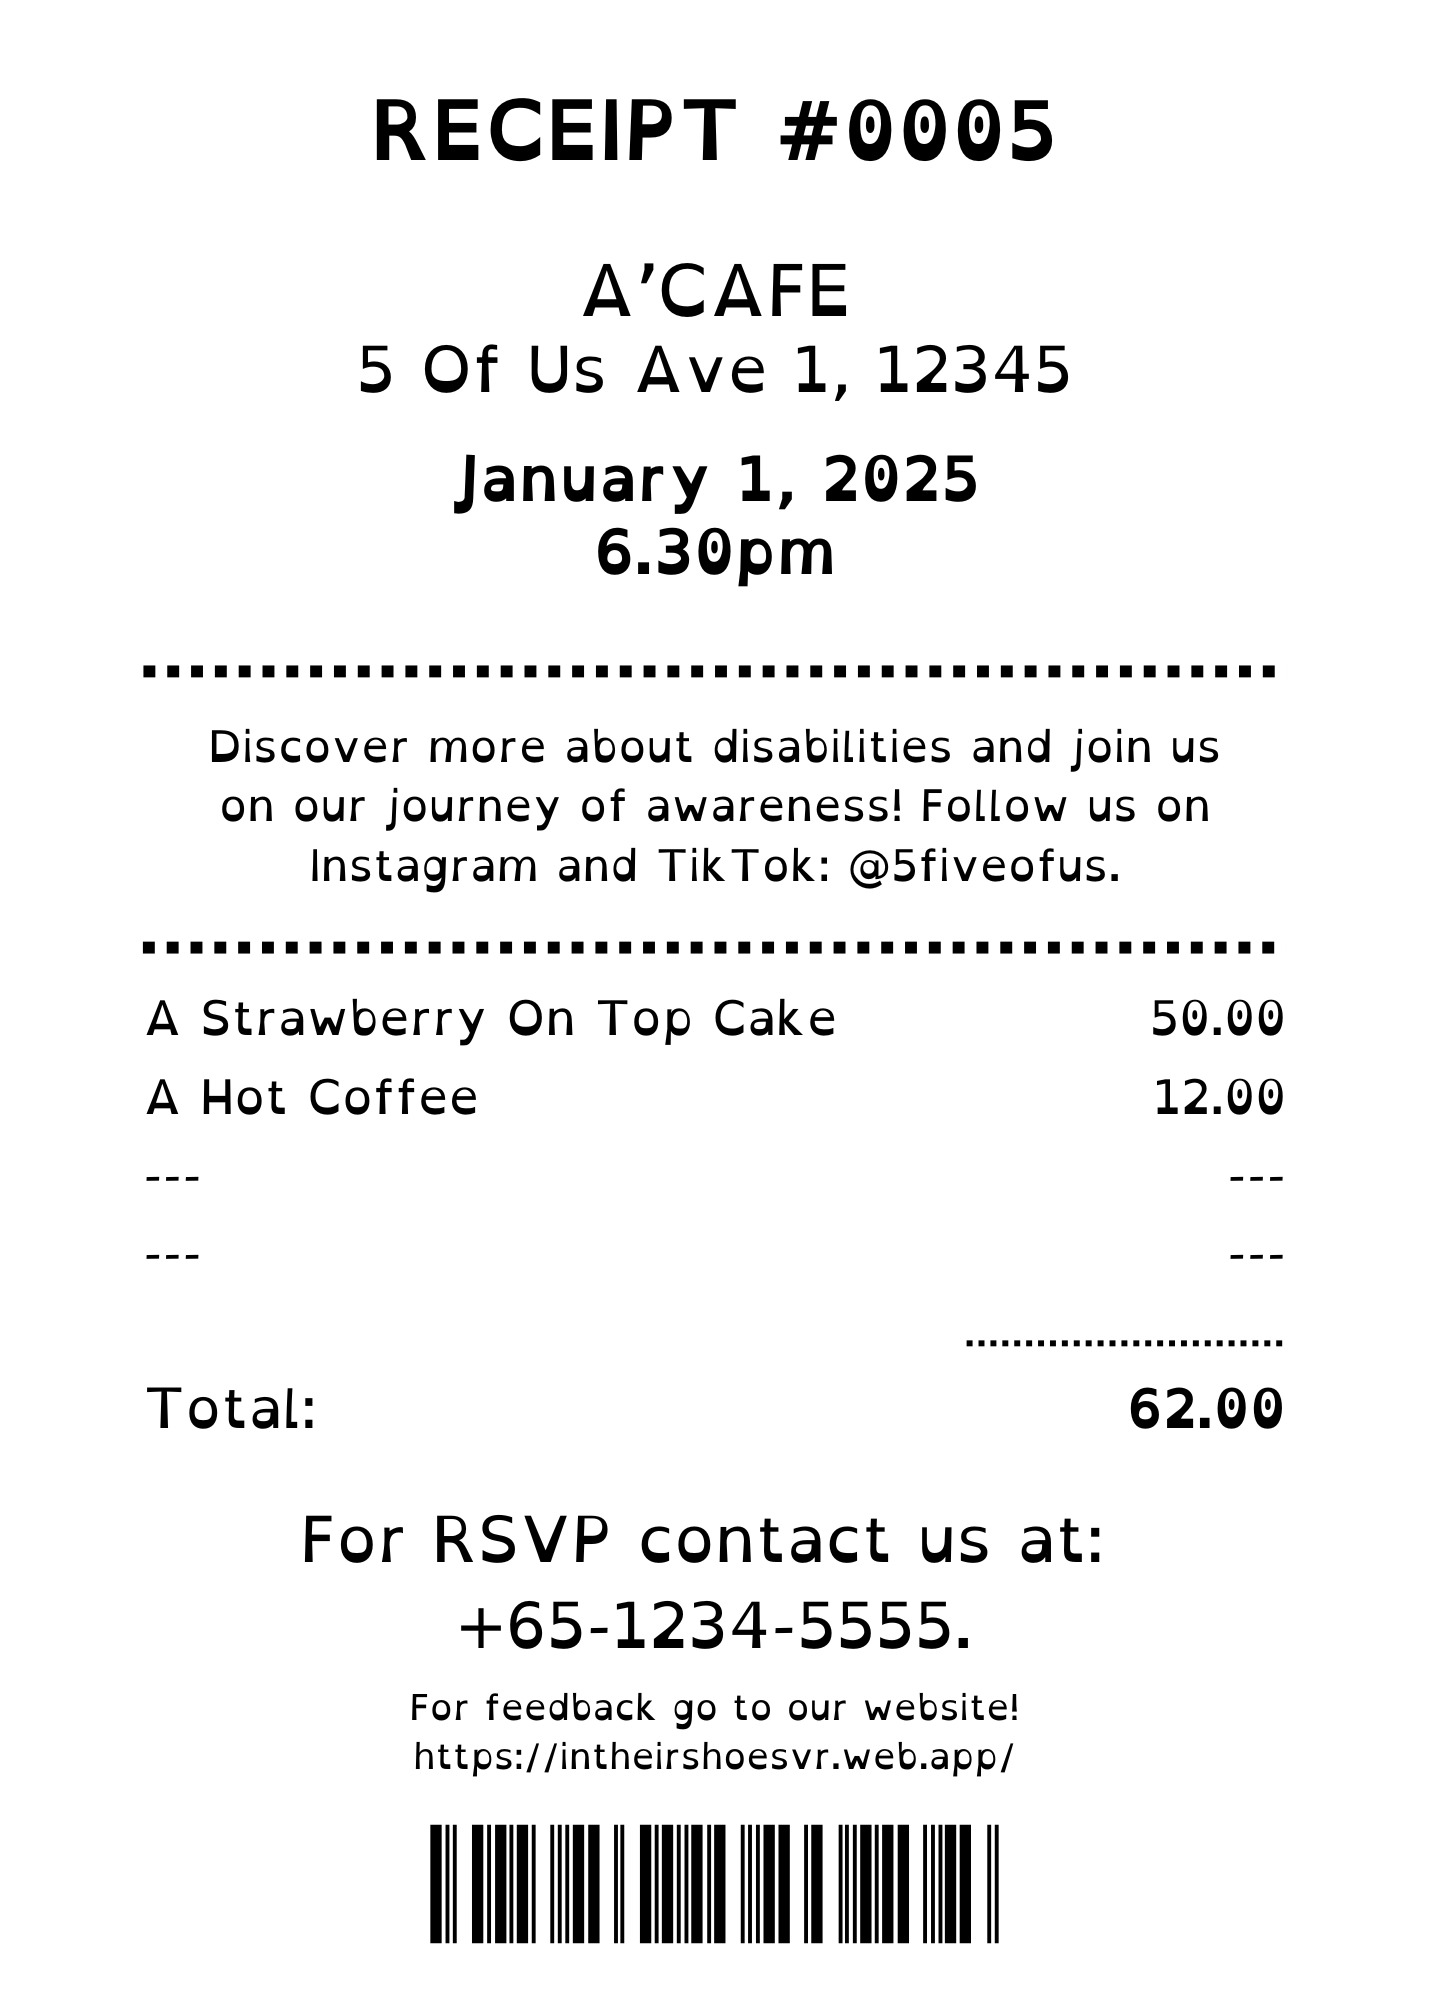 RECEIPT #0005
A’CAFE
5 Of Us Ave 1, 12345
January 1, 2025
6.30pm
Discover more about disabilities and join us
on our journey of awareness! Follow us on
Instagram and TikTok: @5fiveofus.
A Strawberry On Top Cake 50.00
A Hot Coffee 12.00
--- ---
--- ---
Total: 62.00
For RSVP contact us at:
+65-1234-5555.
For feedback go to our website!
https://intheirshoesvr.web.app/